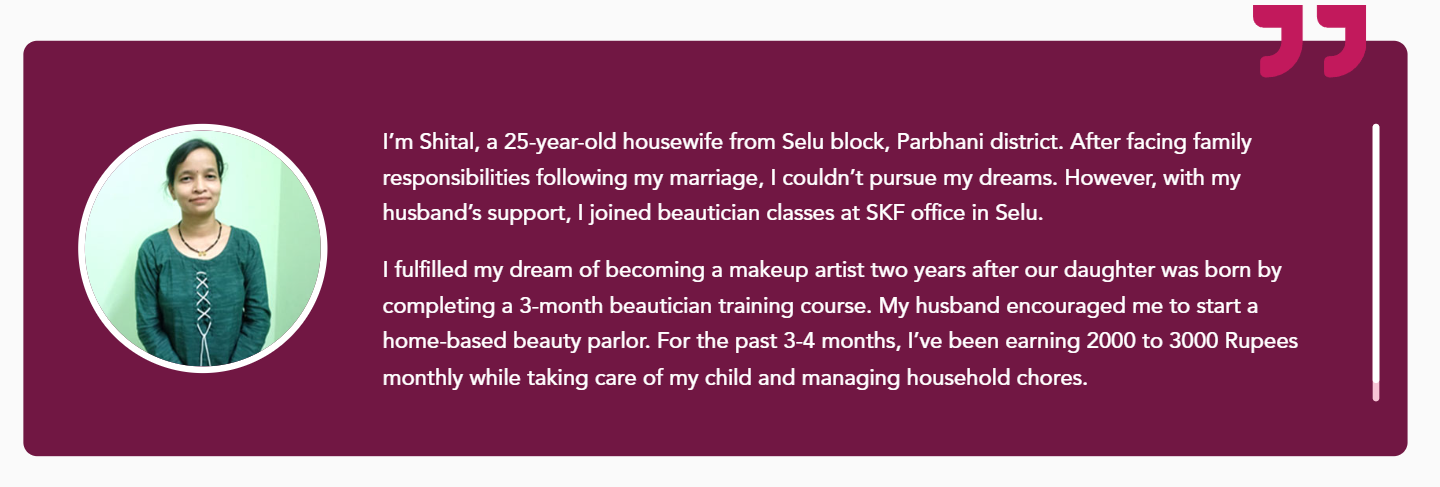 I’m Shital, a 25-year-old housewife from Selu block, Parbhani district. After facing family
responsibilities following my marriage, I couldn’t pursue my dreams. However, with my
husband’s support, I joined beautician classes at SKF office in Selu.
I fulfilled my dream of becoming a makeup artist two years after our daughter was born by
completing a 3-month beautician training course. My husband encouraged me to start a
home-based beauty parlor. For the past 3-4 months, I’ve been earning 2000 to 3000 Rupees
monthly while taking care of my child and managing household chores.